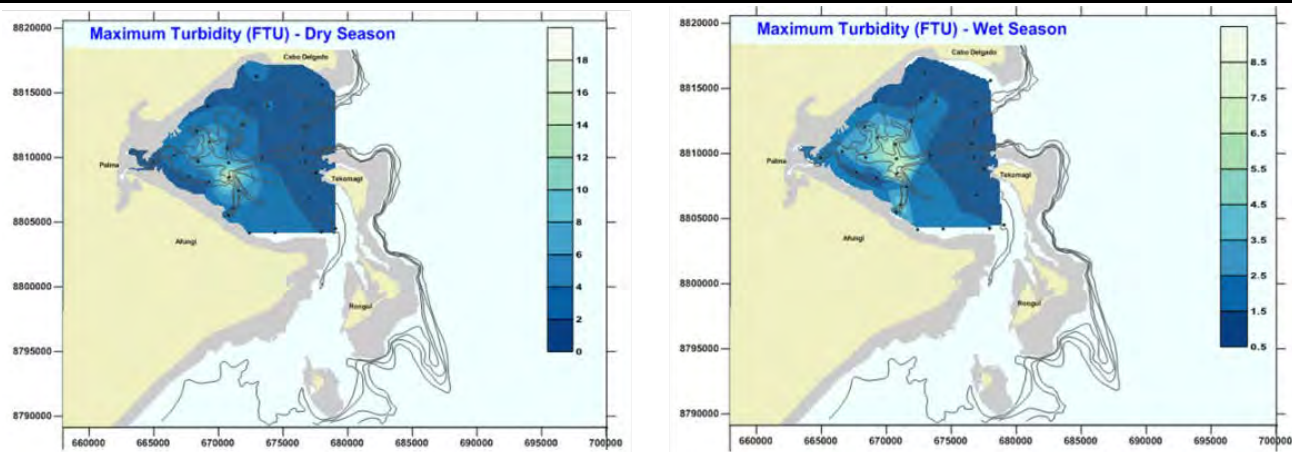 Maximum Turbidity (FTU) - Dry Season
8820000
8815000
8810000
8805000
8800000
8795000
8790000
660000 665000 670000 675000 680000 685000 690000 695000 700000
Cabo Delgado
Palma
Tekomagi
Afungi
Rongui
18
16
14
12
10
8
6
4
2
0
Maximum Turbidity (FTU) - Wet Season
8820000
8815000
8810000
8805000
8800000
8795000
8790000
660000 665000 670000 675000 680000 685000 690000 695000 700000
Cabo Delgado
Palma
Tekomagi
Afungi
Rongui
8.5
7.5
6.5
5.5
4.5
3.5
2.5
1.5
0.5